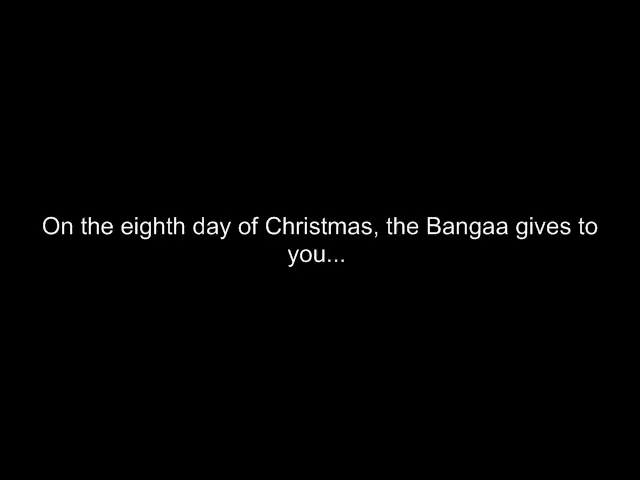 On the eighth day of Christmas, the Bangaa gives to
you...